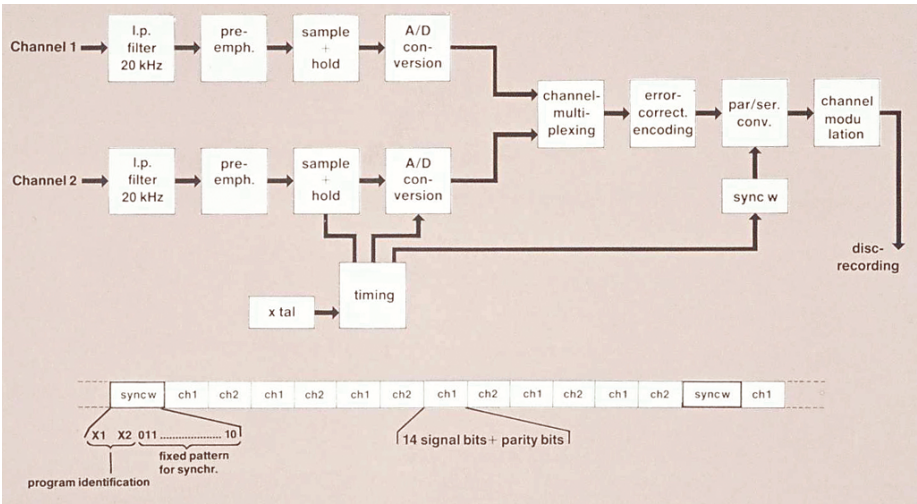 Channel 1
l.p.
filter
20 kHz
pre-
emph.
sample
+
hold
A/D
con-
version
Channel 2
l.p.
filter
20 kHz
pre-
emph.
sample
+
hold
A/D
con-
version
channel-
multi-
plexing
error-
correct.
encoding
par/ser.
conv.
channel
modu
lation
sync w
disc-
recording
x tal
timing
sync w ch1 ch2 ch1 ch2 ch1 ch2 ch1 ch2 ch1 ch2 ch1 ch2 sync w ch1
X1 X2 011 ..................... 10
14 signal bits + parity bits
fixed pattern
for synchr.
program identification